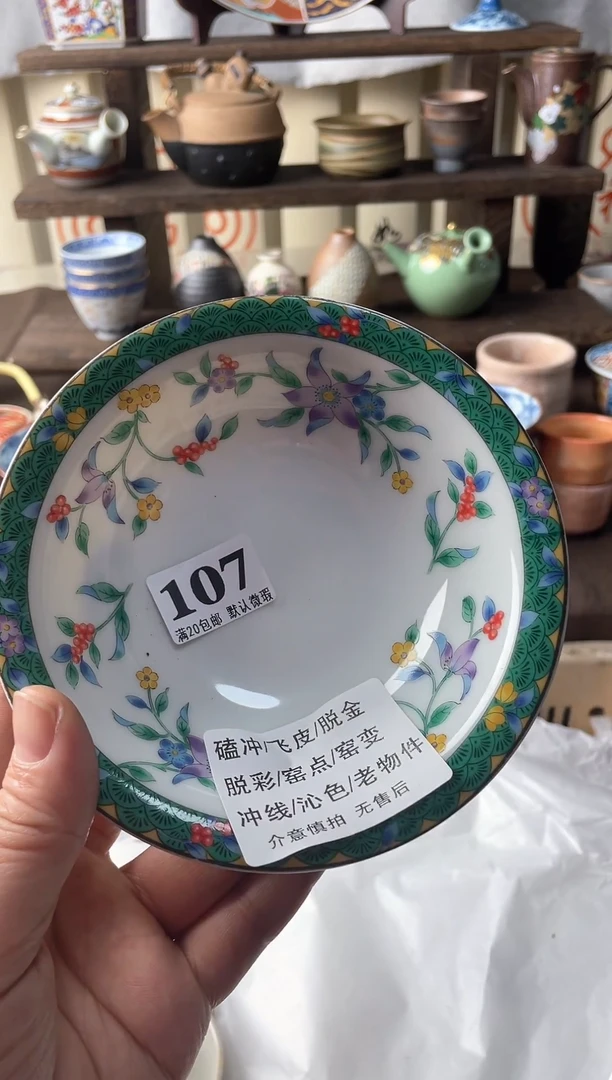 107
满20包邮 默认微瑕
磕冲/飞皮/脱金
脱彩/窑点/窑变
冲线/沁色/老物件
介意慎拍 无售后